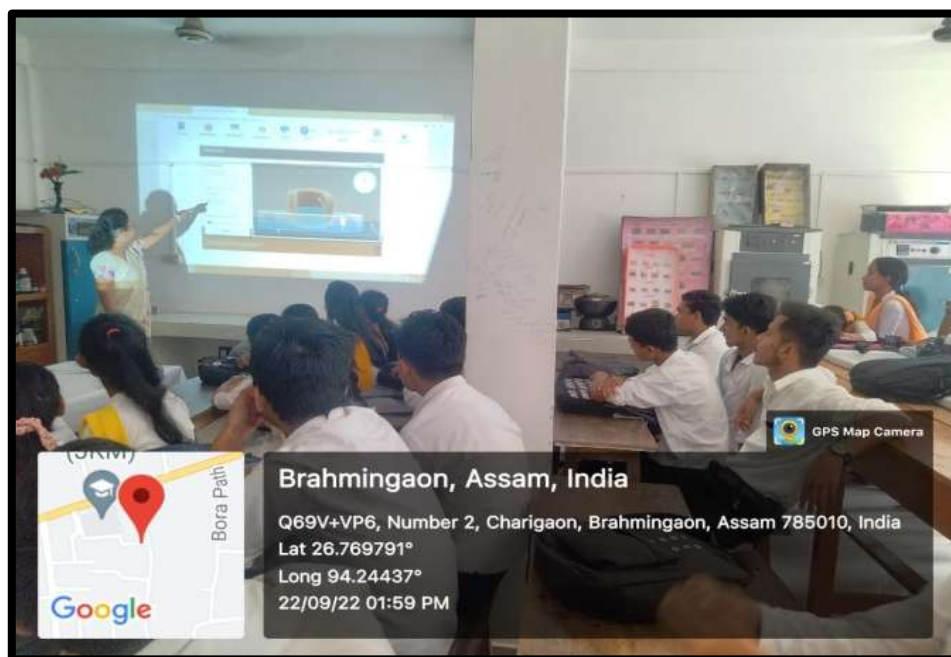 GPS Map Camera
Bora Path
Google
Brahmingaon, Assam, India
Q69V+VP6, Number 2, Charigaon, Brahmingaon, Assam 785010, India
Lat 26.769791°
Long 94.24437°
22/09/22 01:59 PM